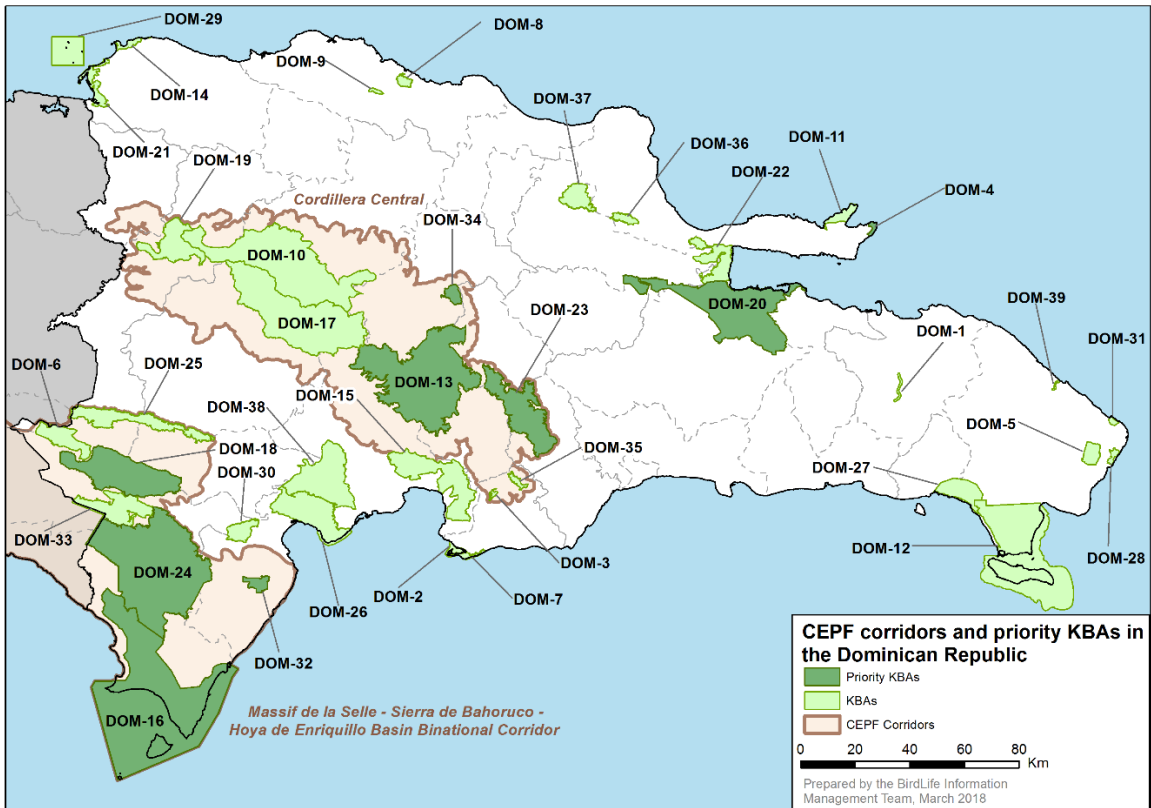 DOM-29
DOM-8
DOM-9
DOM-14
DOM-37
DOM-21
DOM-19
DOM-36
DOM-11
DOM-22
DOM-4
Cordillera Central
DOM-34
DOM-10
DOM-23
DOM-20
DOM-39
DOM-17
DOM-1
DOM-31
DOM-6
DOM-25
DOM-13
DOM-15
DOM-38
DOM-5
DOM-18
DOM-35
DOM-30
DOM-27
DOM-33
DOM-12
DOM-3
DOM-28
DOM-24
DOM-2
DOM-7
DOM-26
DOM-32
DOM-16
Massif de la Selle - Sierra de Bahoruco -
Hoya de Enriquillo Basin Binational Corridor
CEPF corridors and priority KBAs in
the Dominican Republic
Priority KBAs
KBAs
CEPF Corridors
0 20 40 60 80
Km
Prepared by the BirdLife Information
Management Team, March 2018